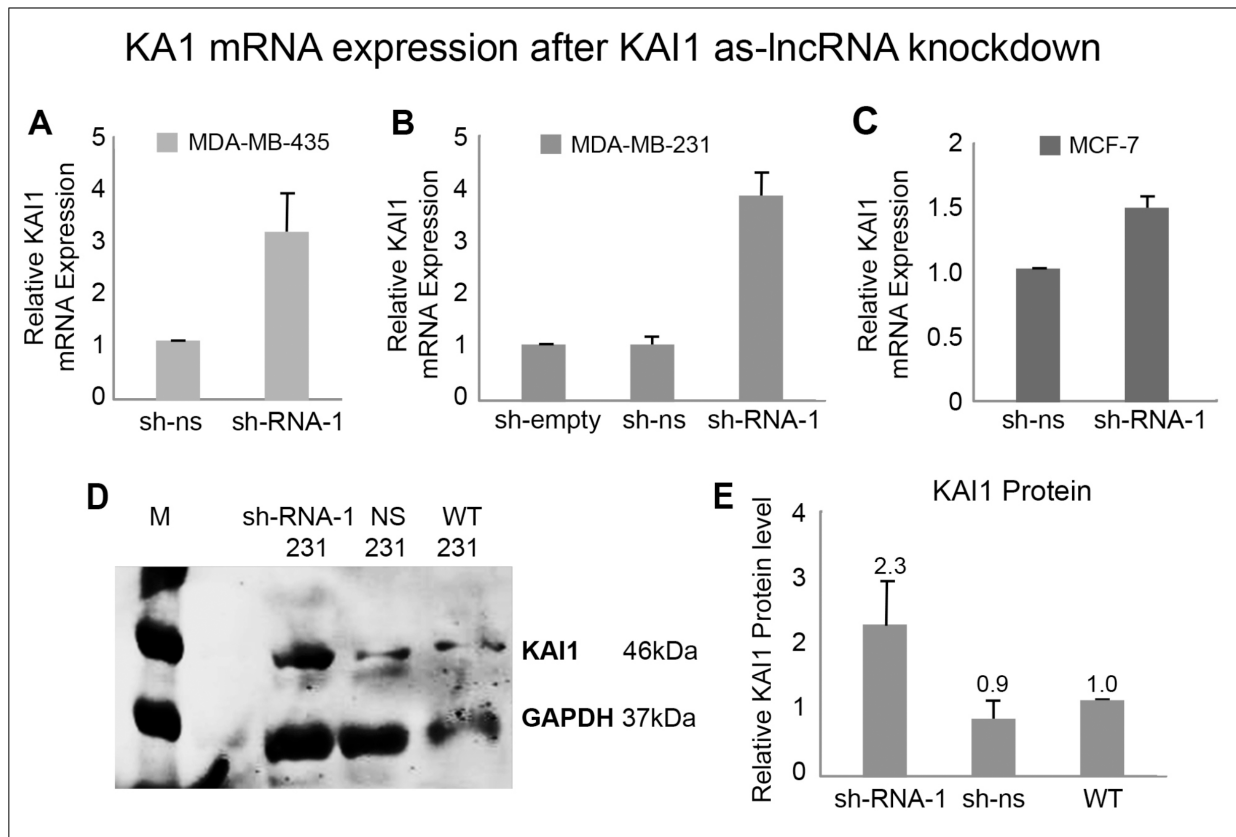 KA1 mRNA expression after KAI1 as-lncRNA knockdown
A
MDA-MB-435
Relative KAI1
mRNA Expression
5
4
3
2
1
0
sh-ns sh-RNA-1
B
MDA-MB-231
Relative KAI1
mRNA Expression
5
4
3
2
1
0
sh-empty sh-ns sh-RNA-1
C
MCF-7
Relative KAI1
mRNA Expression
2
1.5
1.0
0.5
0
sh-ns sh-RNA-1
D
M sh-RNA-1 NS WT
231 231 231
KAI1 46kDa
GAPDH 37kDa
E
KAI1 Protein
Relative KAI1 Protein level
4
3
2
1
0
2.3
0.9
1.0
sh-RNA-1 sh-ns WT